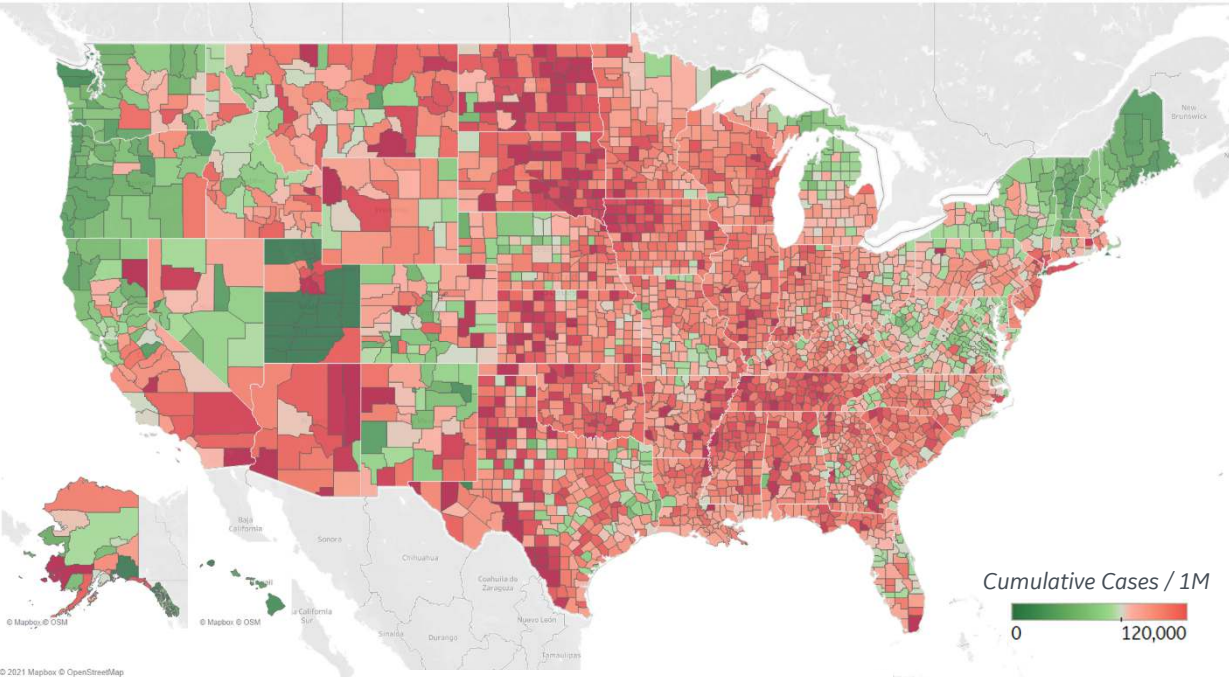 New
Brunswick
Baja
California
Sonora
Chihuahua
Coahuila de
Zaragoza
Nuevo León
Sinaloa
Durango
Tamaulipas
a California
Sur
© Mapbox © OSM
© Mapbox © OSM
© 2021 Mapbox © OpenStreetMap
Cumulative Cases / 1M
0
120,000